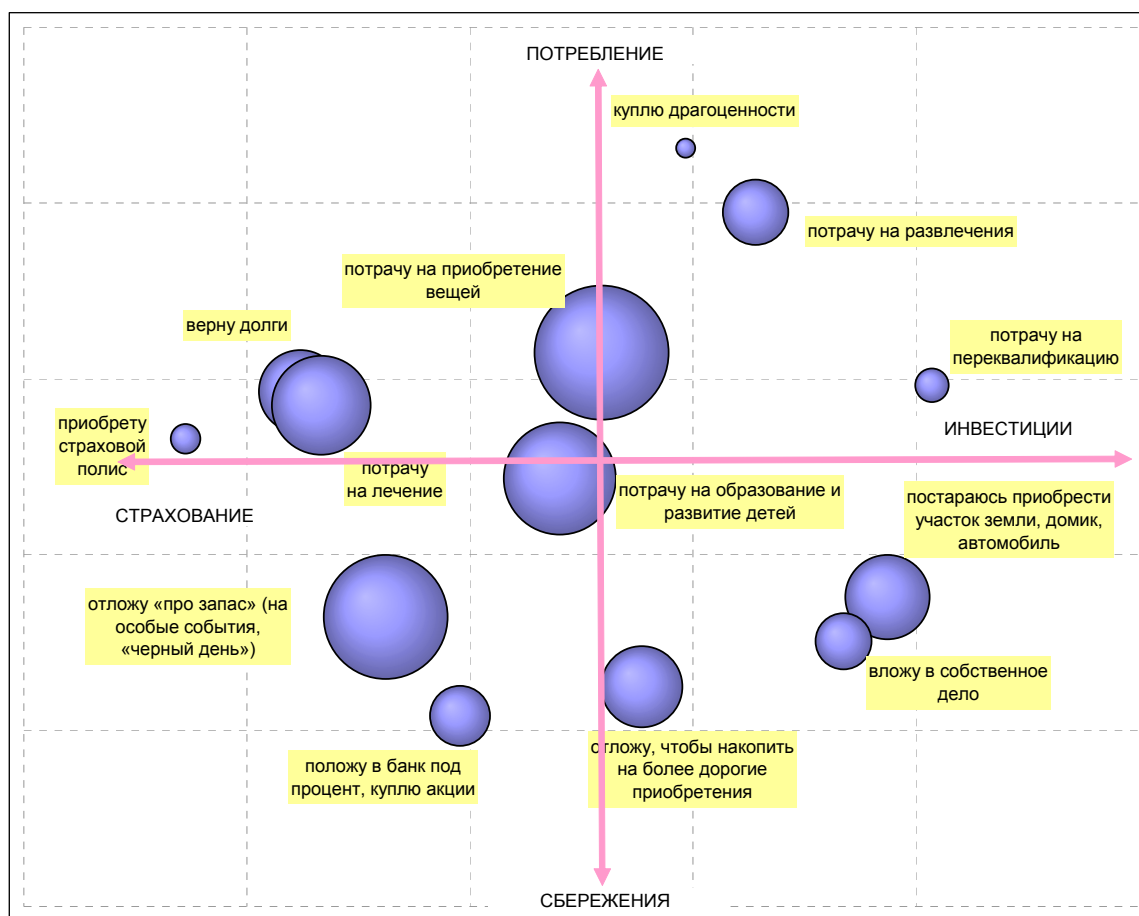 ПОТРЕБЛЕНИЕ
куплю драгоценности
потрачу на развлечения
потрачу на приобретение
вещей
верну долги
потрачу на
переквалификацию
приобрету
страховой
полис
ИНВЕСТИЦИИ
потрачу
на лечение
СТРАХОВАНИЕ
потрачу на образование и
развитие детей
постараюсь приобрести
участок земли, домик,
автомобиль
отложу «про запас» (на
особые события,
«черный день»)
вложу в собственное
дело
положу в банк под
процент, куплю акции
отложу, чтобы накопить
на более дорогие
приобретения
СБЕРЕЖЕНИЯ